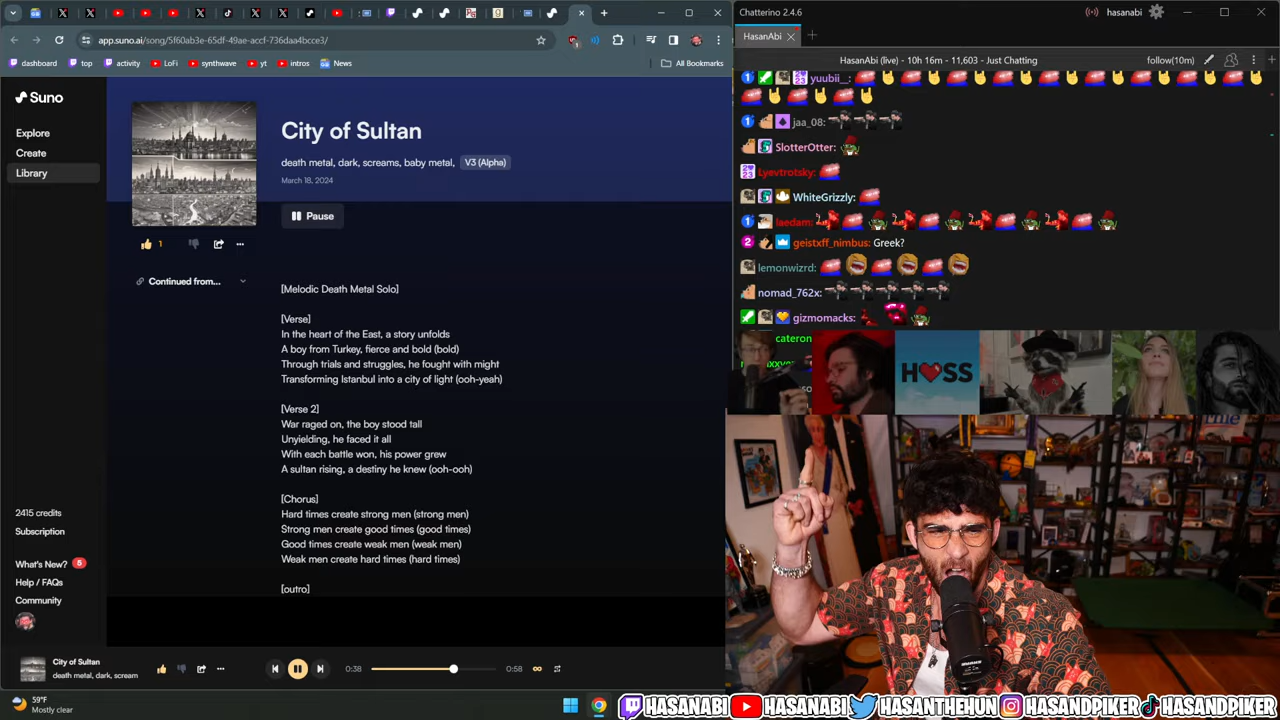 app.suno.ai/song/5f60ab3e-65df-49ae-accf-736daa4bcce3/
dashboard
top
activity
LoFi
synthwave
yt
intros
News
All Bookmarks
Suno
Explore
Create
Library
2415 credits
Subscription
What's New? 5
Help / FAQs
Community
City of Sultan
death metal, dark, screams, baby metal, V3 (Alpha)
March 18, 2024
Pause
1
Continued from...
[Melodic Death Metal Solo]
[Verse]
In the heart of the East, a story unfolds
A boy from Turkey, fierce and bold (bold)
Through trials and struggles, he fought with might
Transforming Istanbul into a city of light (ooh-yeah)
[Verse 2]
War raged on, the boy stood tall
Unyielding, he faced it all
With each battle won, his power grew
A sultan rising, a destiny he knew (ooh-ooh)
[Chorus]
Hard times create strong men (strong men)
Strong men create good times (good times)
Good times create weak men (weak men)
Weak men create hard times (hard times)
[outro]
City of Sultan
death metal, dark, scream
0:38
0:58
59°F
Mostly clear
Chatterino 2.4.6
hasanabi
HasanAbi
HasanAbi (live) - 10h 16m - 11,603 - Just Chatting
follow(10m)
yuubii_:
jaa_08:
SlotterOtter:
Lyevtrotsky:
WhiteGrizzly:
laedam:
geistxff_nimbus: Greek?
lemonwizrd:
nomad_762x:
gizmomacks:
cateron
H❤SS
HASANABI
HASANABI
HASANTHEHUN
HASANDPIKER
HASANDPIKER